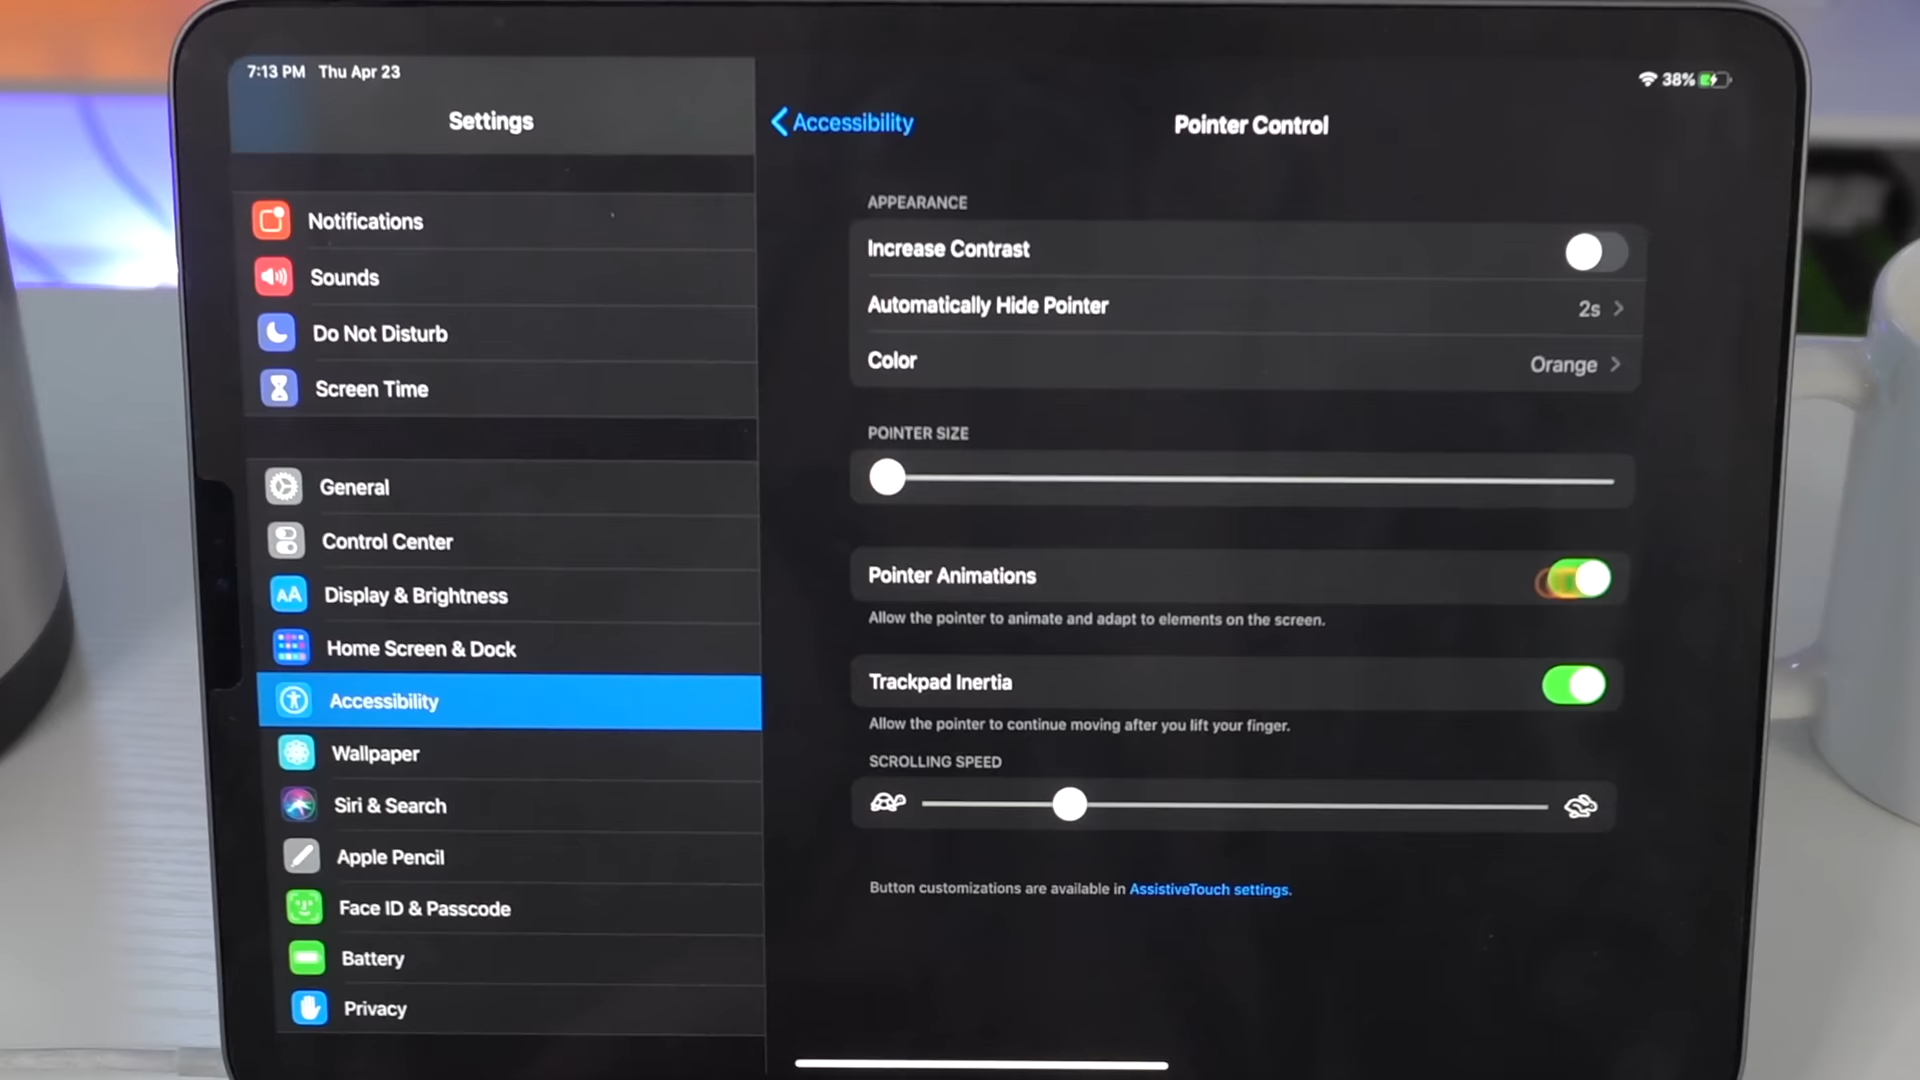 7:13 PM Thu Apr 23
38%
Settings
Notifications
Sounds
Do Not Disturb
Screen Time
General
Control Center
AA
Display & Brightness
Home Screen & Dock
Accessibility
Wallpaper
Siri & Search
Apple Pencil
Face ID & Passcode
Battery
Privacy
Accessibility
Pointer Control
APPEARANCE
Increase Contrast
Automatically Hide Pointer 2s
Color Orange
POINTER SIZE
Pointer Animations
Allow the pointer to animate and adapt to elements on the screen.
Trackpad Inertia
Allow the pointer to continue moving after you lift your finger.
SCROLLING SPEED
Button customizations are available in AssistiveTouch settings.